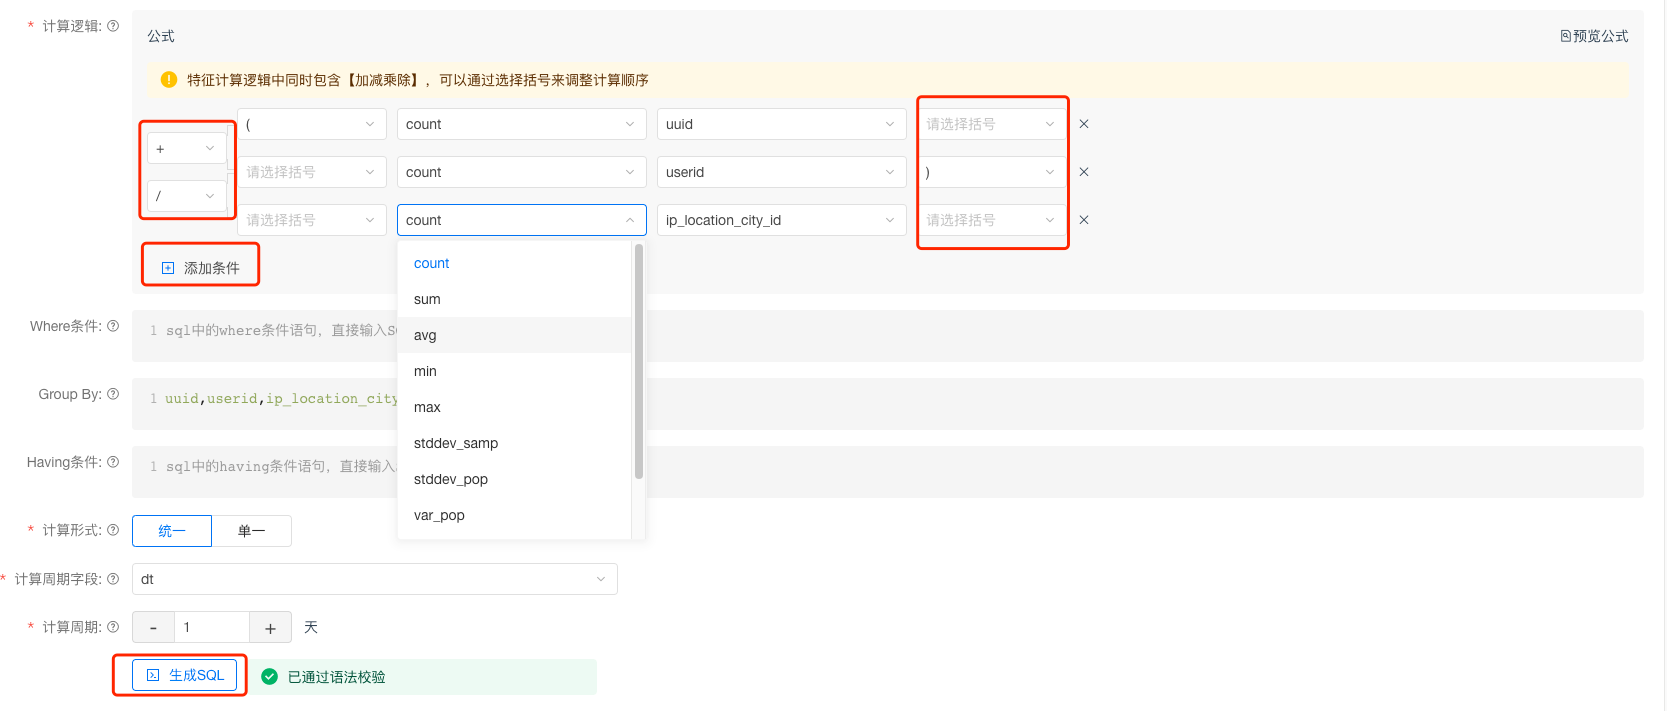 * 计算逻辑:
公式
预览公式
特征计算逻辑中同时包含【加减乘除】，可以通过选择括号来调整计算顺序
+
/
( count uuid 请选择括号
请选择括号 count userid )
请选择括号 count ip_location_city_id 请选择括号
添加条件
count
sum
avg
min
max
stddev_samp
stddev_pop
var_pop
Where条件:
1 sql中的where条件语句，直接输入
Group By:
1 uuid,userid,ip_location_city
Having条件:
1 sql中的having条件语句，直接输入
* 计算形式: 统一 单一
* 计算周期字段: dt
* 计算周期: - 1 + 天
生成SQL 已通过语法校验